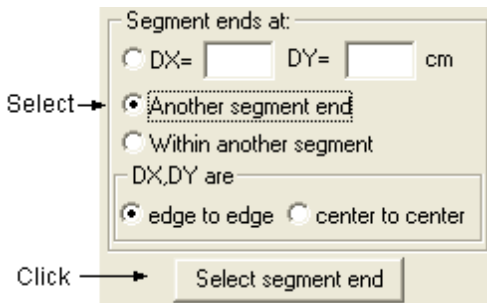 Segment ends at:
DX= DY= cm
Select Another segment end
Within another segment
DX,DY are
edge to edge center to center
Click Select segment end